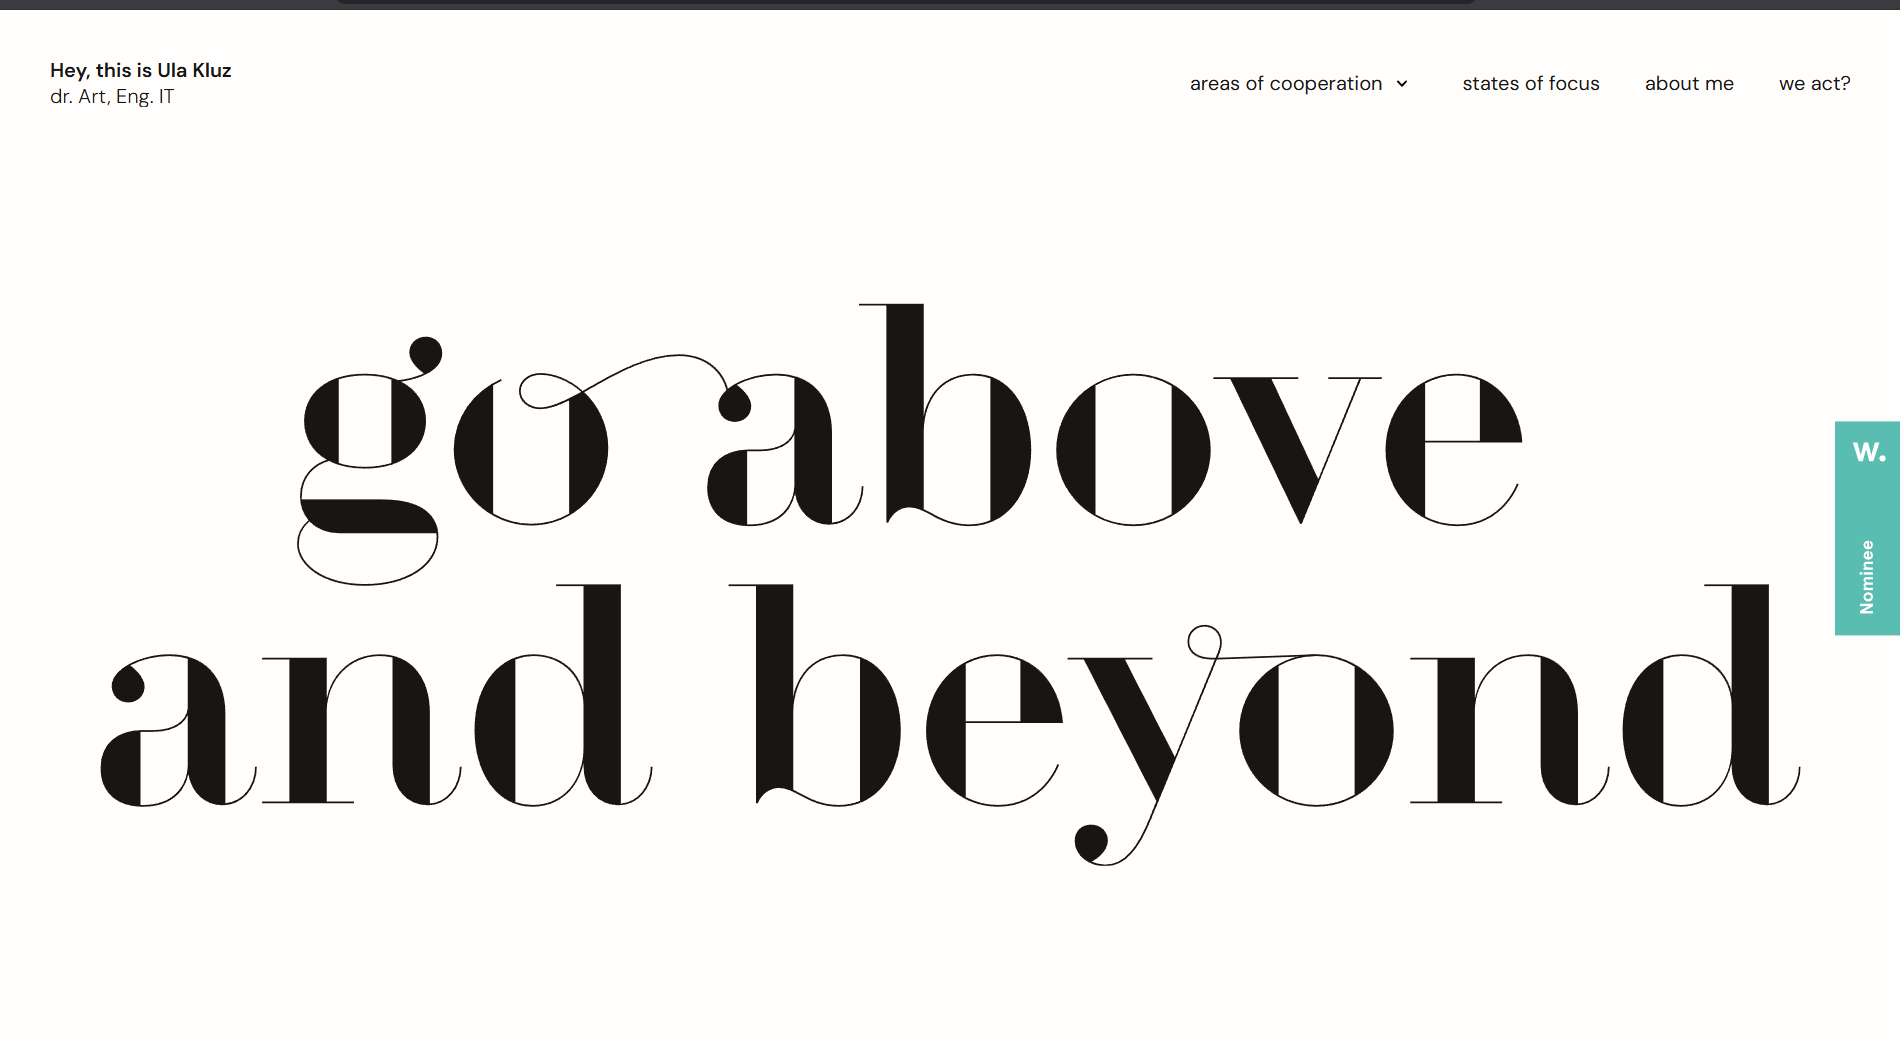 Hey, this is Ula Kluz
dr. Art, Eng. IT
areas of cooperation
states of focus
about me
we act?
go above
and beyond
W.
Nominee